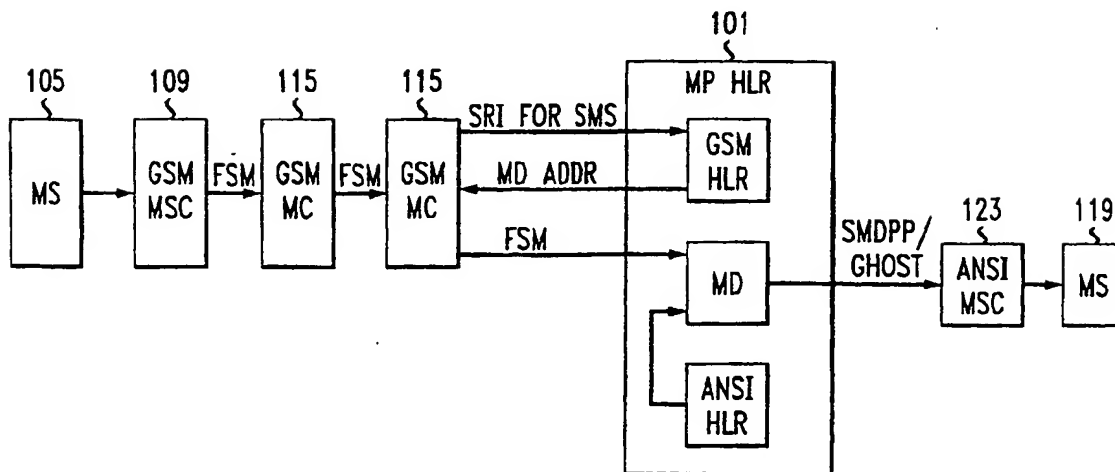 101
105 109 115 115
MP HLR
SRI FOR SMS
GSM
HLR
MS
GSM
MSC
FSM
GSM
MC
FSM
GSM
MC
MD ADDR
FSM
MD
SMDPP/
GHOST
123 119
ANSI
MSC
MS
ANSI
HLR